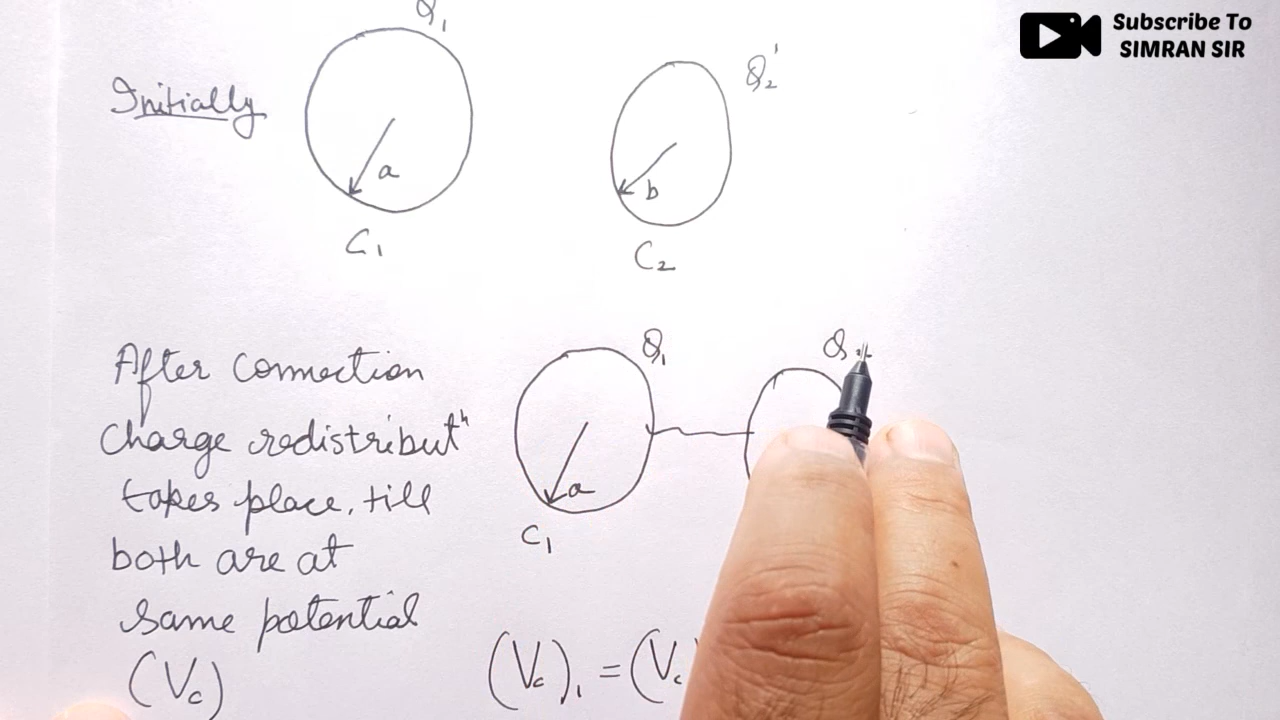 Subscribe To
SIMRAN SIR
Q₁
Q₂'
Initially
a
b
C₁
C₂
After Connection
Q₁
Q
charge redistributⁿ
takes place, till
a
C₁
both are at
same potential
(Vc)
(Vc)₁ = (Vc